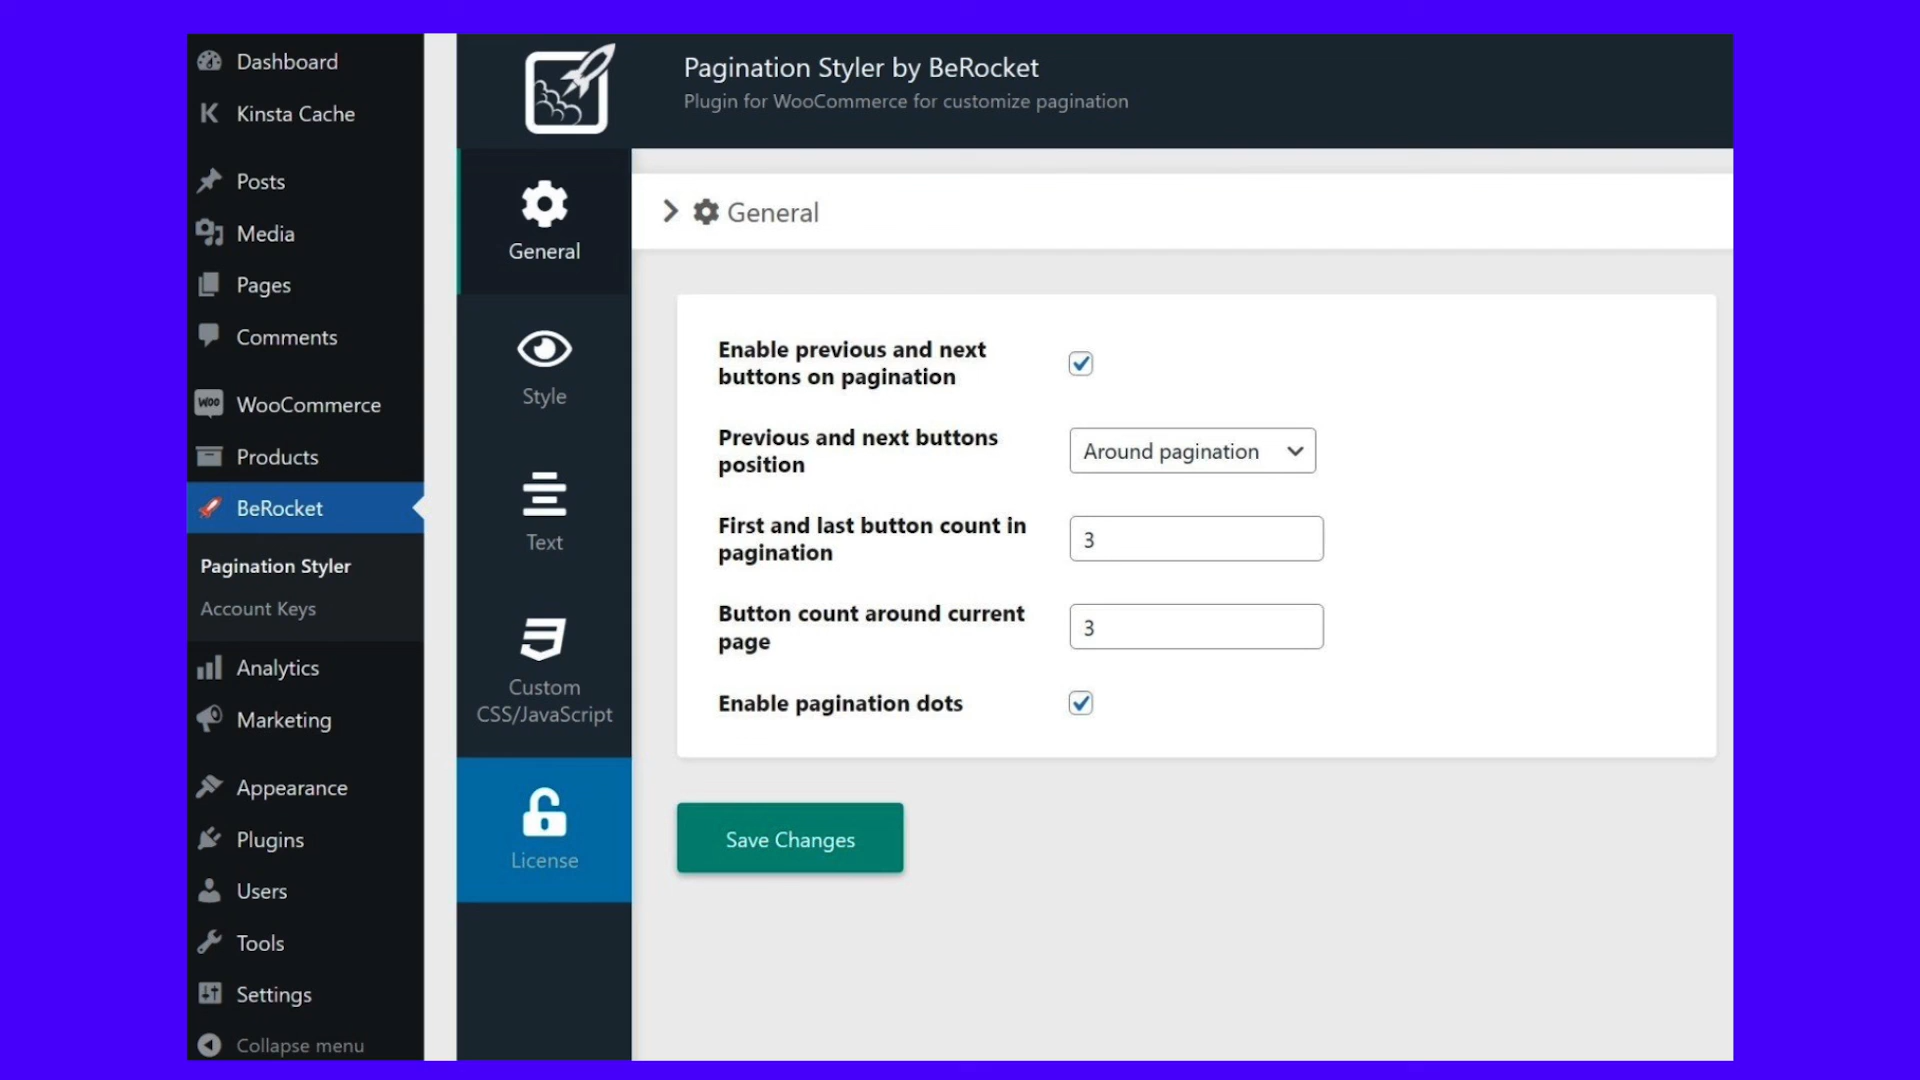 Dashboard
Kinsta Cache
Posts
Media
Pages
Comments
WOO
WooCommerce
Products
BeRocket
Pagination Styler
Account Keys
Analytics
Marketing
Appearance
Plugins
Users
Tools
Settings
Collapse menu
Pagination Styler by BeRocket
Plugin for WooCommerce for customize pagination
General
Style
Text
Custom
CSS/JavaScript
License
General
Enable previous and next
buttons on pagination
Previous and next buttons
position
Around pagination
First and last button count in
pagination
3
Button count around current
page
3
Enable pagination dots
Save Changes